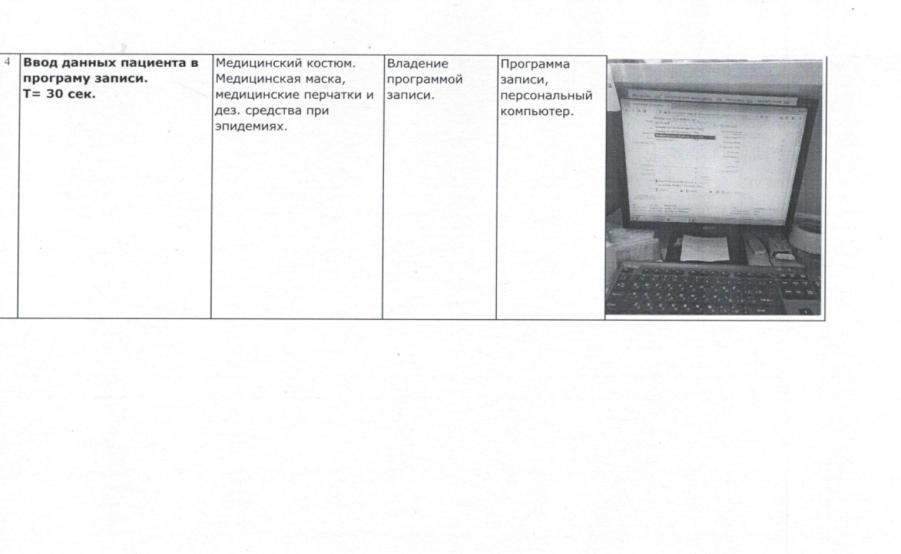 4
Ввод данных пациента в
програму записи.
Т= 30 сек.
Медицинский костюм.
Медицинская маска,
медицинские перчатки и
дез. средства при
эпидемиях.
Владение
программой
записи.
Программа
записи,
персональный
компьютер.